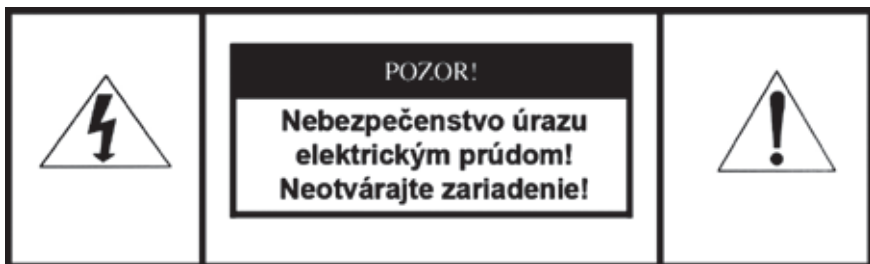 POZOR!
Nebezpečenstvo úrazu
elektrickým prúdom!
Neotvárajte zariadenie!